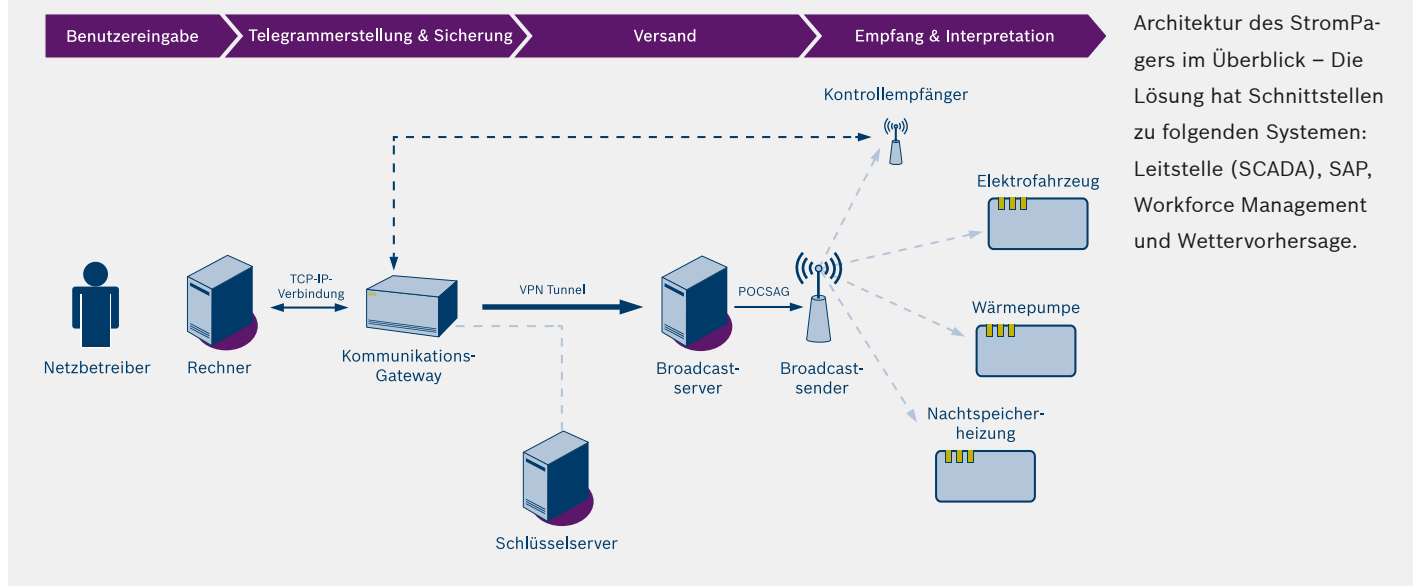 Benutzereingabe
Telegrammerstellung & Sicherung
Versand
Empfang & Interpretation
Kontrollempfänger
Elektrofahrzeug
TCP-IP-
Verbindung
VPN Tunnel
POCSAG
Wärmepumpe
Netzbetreiber
Rechner
Kommunikations-
Gateway
Broadcast-
server
Broadcast-
sender
Nachtspeicher-
heizung
Schlüsselserver
Architektur des StromPa-
gers im Überblick – Die
Lösung hat Schnittstellen
zu folgenden Systemen:
Leitstelle (SCADA), SAP,
Workforce Management
und Wettervorhersage.